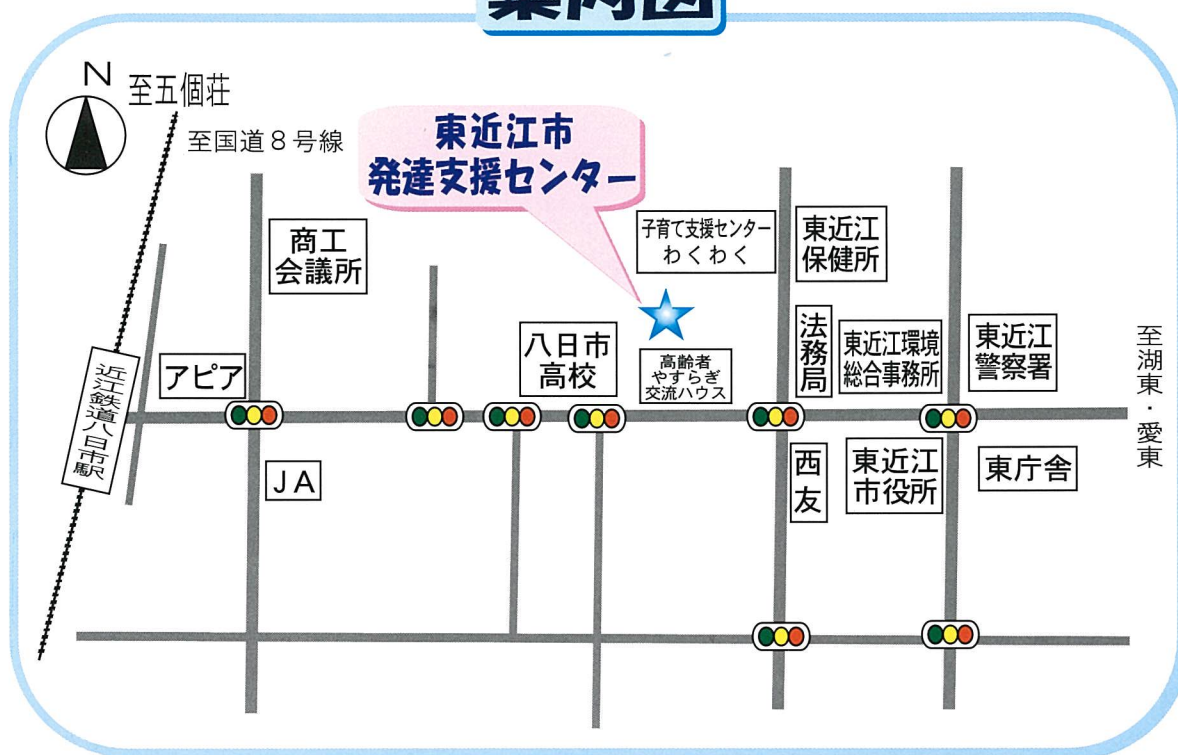 案内図
N
至五個荘
至国道8号線
東近江市
発達支援センター
商工
会議所
子育て支援センター
わくわく
東近江
保健所
アピア
八日市
高校
高齢者
やすらぎ
交流ハウス
法務局
東近江環境
総合事務所
東近江
警察署
至湖東・愛東
近江鉄道八日市駅
JA
西友
東近江
市役所
東庁舎